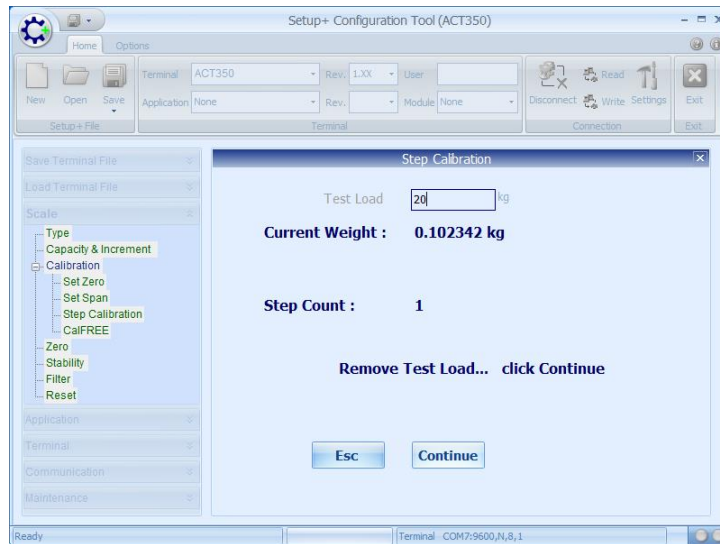 Setup+ Configuration Tool (ACT350)
Home Options
Terminal ACT350 Rev. 1.XX User
Application None Rev. Module None
New Open Save
Disconnect Read Write Settings
Exit
Setup+ File Terminal Connection Exit
Save Terminal File
Load Terminal File
Scale
Type
Capacity & Increment
Calibration
Set Zero
Set Span
Step Calibration
CalFREE
Zero
Stability
Filter
Reset
Application
Terminal
Communication
Maintenance
Step Calibration
Test Load 20 kg
Current Weight : 0.102342 kg
Step Count : 1
Remove Test Load... click Continue
Esc Continue
Ready Terminal COM7:9600,N,8,1